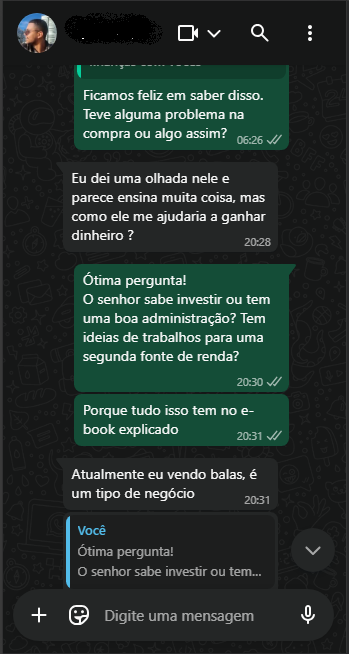 Ficamos feliz em saber disso.
Teve alguma problema na
compra ou algo assim?
06:26
Eu dei uma olhada nele e
parece ensina muita coisa, mas
como ele me ajudaria a ganhar
dinheiro ?
20:28
Ótima pergunta!
O senhor sabe investir ou tem
uma boa administração? Tem
ideias de trabalhos para uma
segunda fonte de renda?
20:30
Porque tudo isso tem no e-
book explicado
20:31
Atualmente eu vendo balas, é
um tipo de negócio
20:31
Você
Ótima pergunta!
O senhor sabe investir ou tem...
Digite uma mensagem